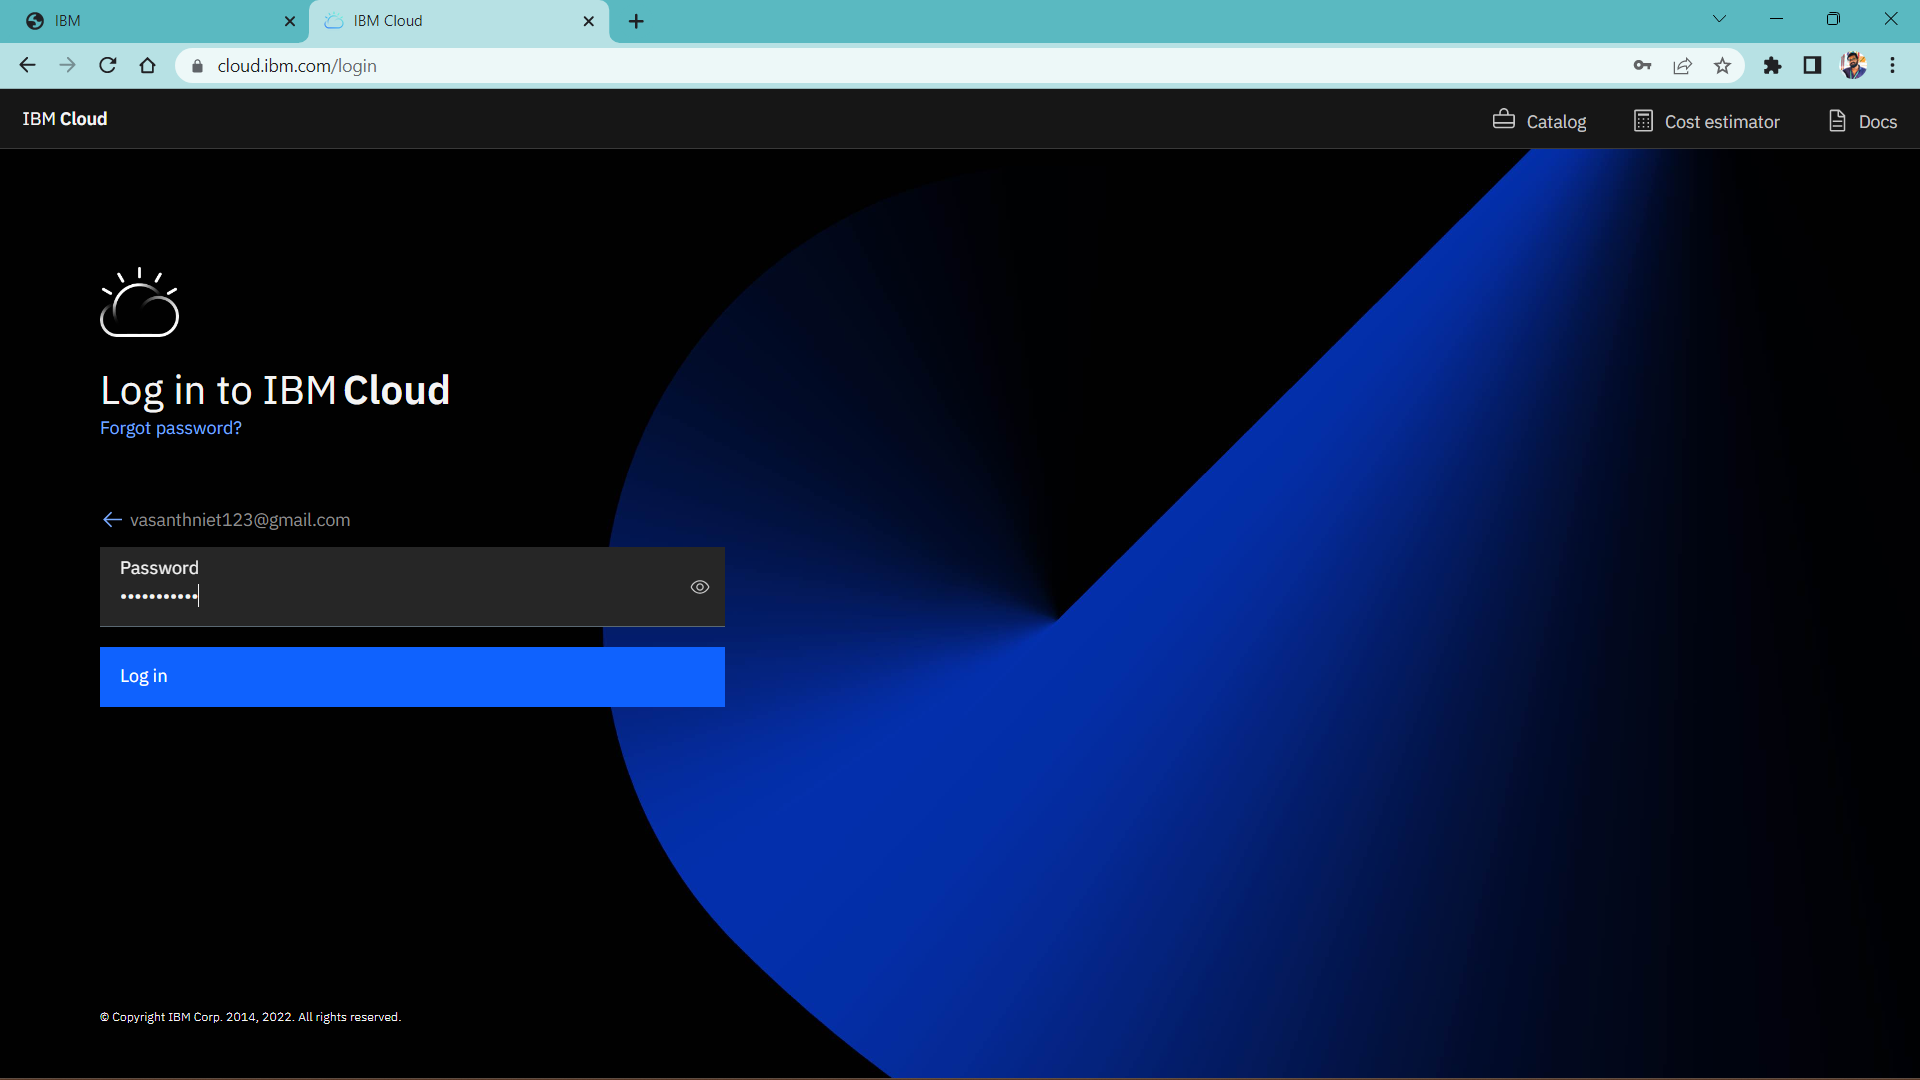 IBM
IBM Cloud
cloud.ibm.com/login
IBM Cloud
Catalog
Cost estimator
Docs
Log in to IBM Cloud
Forgot password?
vasanthniet123@gmail.com
Password
•••••••••••
Log in
© Copyright IBM Corp. 2014, 2022. All rights reserved.